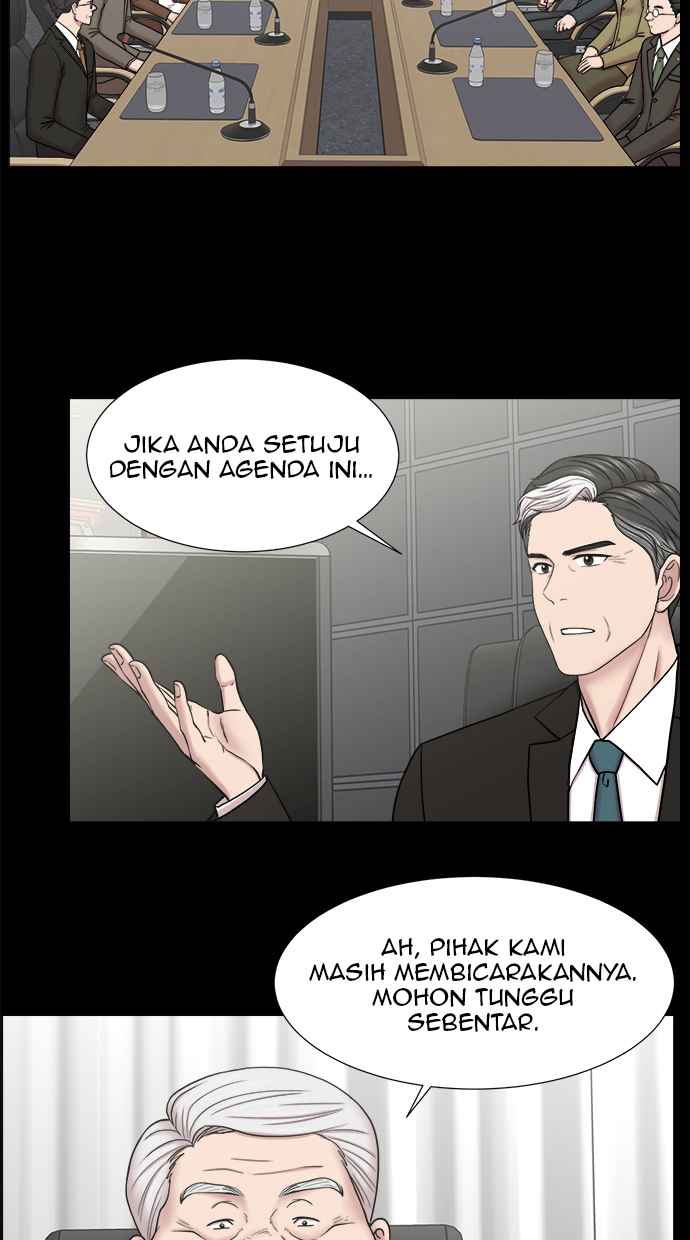 JIKA ANDA SETUJU
DENGAN AGENDA INI...
AH, PIHAK KAMI
MASIH MEMBICARAKANNYA.
MOHON TUNGGU
SEBENTAR.